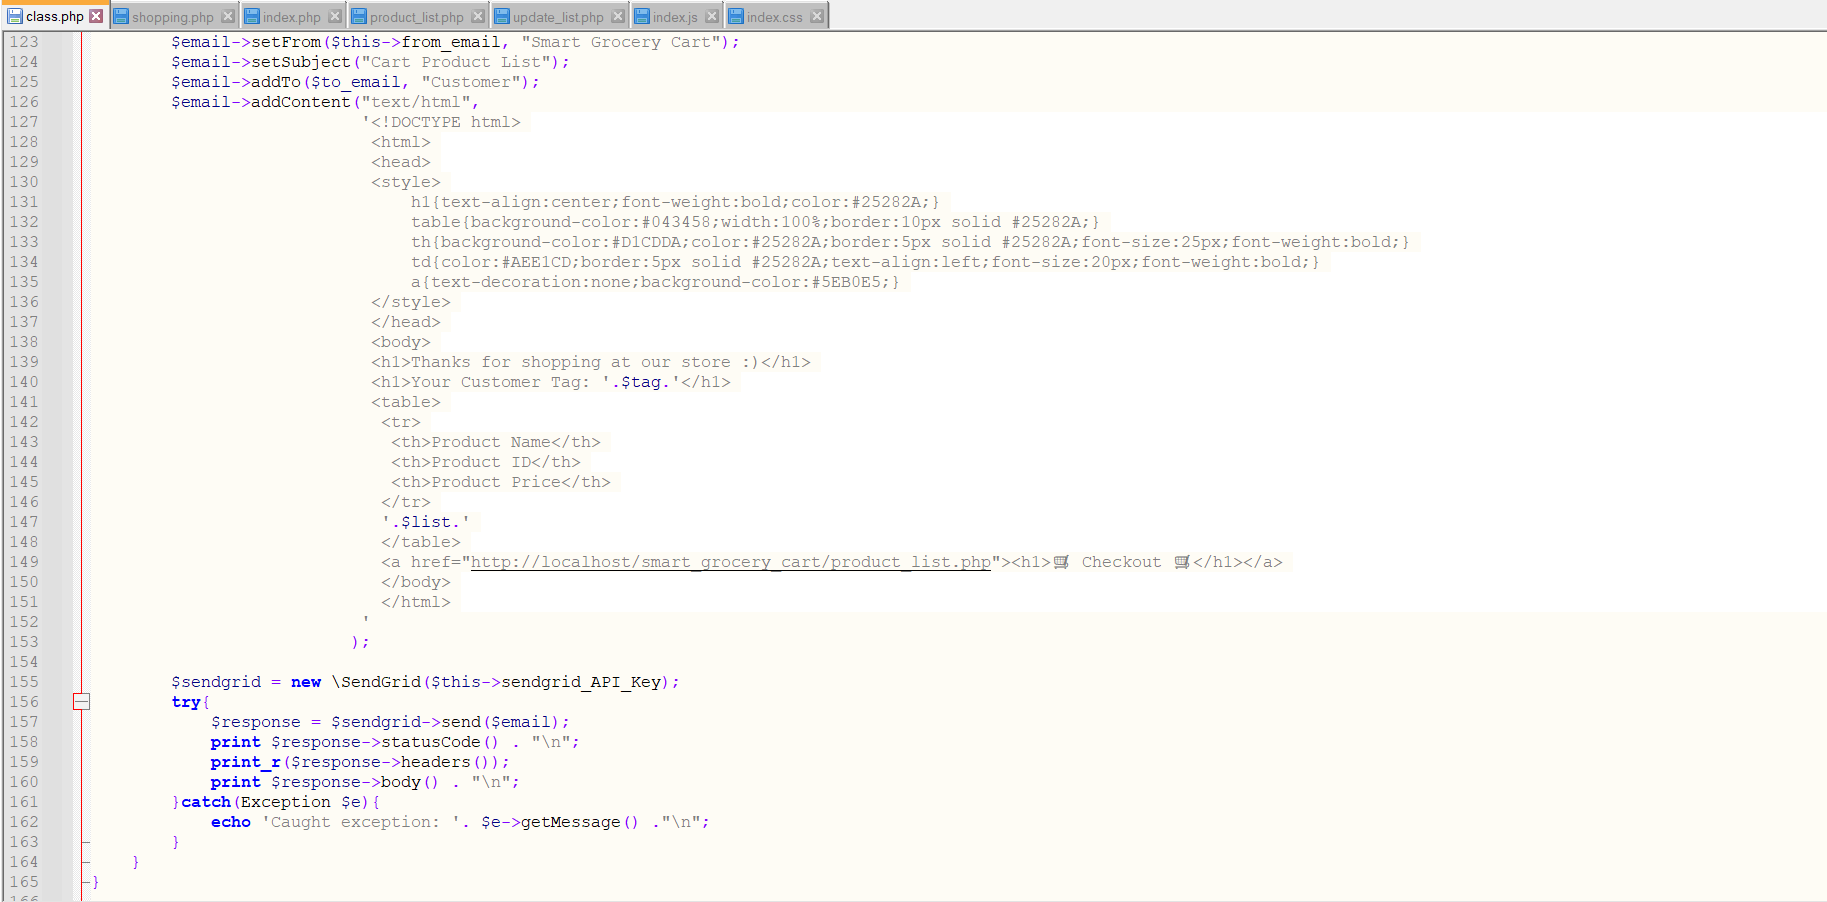 class.php shopping.php index.php product_list.php update_list.php index.js index.css
123 $email->setFrom($this->from_email, "Smart Grocery Cart");
124 $email->setSubject("Cart Product List");
125 $email->addTo($to_email, "Customer");
126 $email->addContent("text/html",
127 '<!DOCTYPE html>
128 <html>
129 <head>
130 <style>
131 h1{text-align:center;font-weight:bold;color:#25282A;}
132 table{background-color:#043458;width:100%;border:10px solid #25282A;}
133 th{background-color:#D1CDDA;color:#25282A;border:5px solid #25282A;font-size:25px;font-weight:bold;}
134 td{color:#AEE1CD;border:5px solid #25282A;text-align:left;font-size:20px;font-weight:bold;}
135 a{text-decoration:none;background-color:#5EB0E5;}
136 </style>
137 </head>
138 <body>
139 <h1>Thanks for shopping at our store :)</h1>
140 <h1>Your Customer Tag: '.$tag.'</h1>
141 <table>
142 <tr>
143 <th>Product Name</th>
144 <th>Product ID</th>
145 <th>Product Price</th>
146 </tr>
147 '.$list.'
148 </table>
149 <a href="http://localhost/smart_grocery_cart/product_list.php"><h1>🛒 Checkout 🛒</h1></a>
150 </body>
151 </html>
152 '
153 );
154
155 $sendgrid = new \SendGrid($this->sendgrid_API_Key);
156 try{
157 $response = $sendgrid->send($email);
158 print $response->statusCode() . "\n";
159 print_r($response->headers());
160 print $response->body() . "\n";
161 }catch(Exception $e){
162 echo 'Caught exception: '. $e->getMessage() ."\n";
163 }
164 }
165 }
166